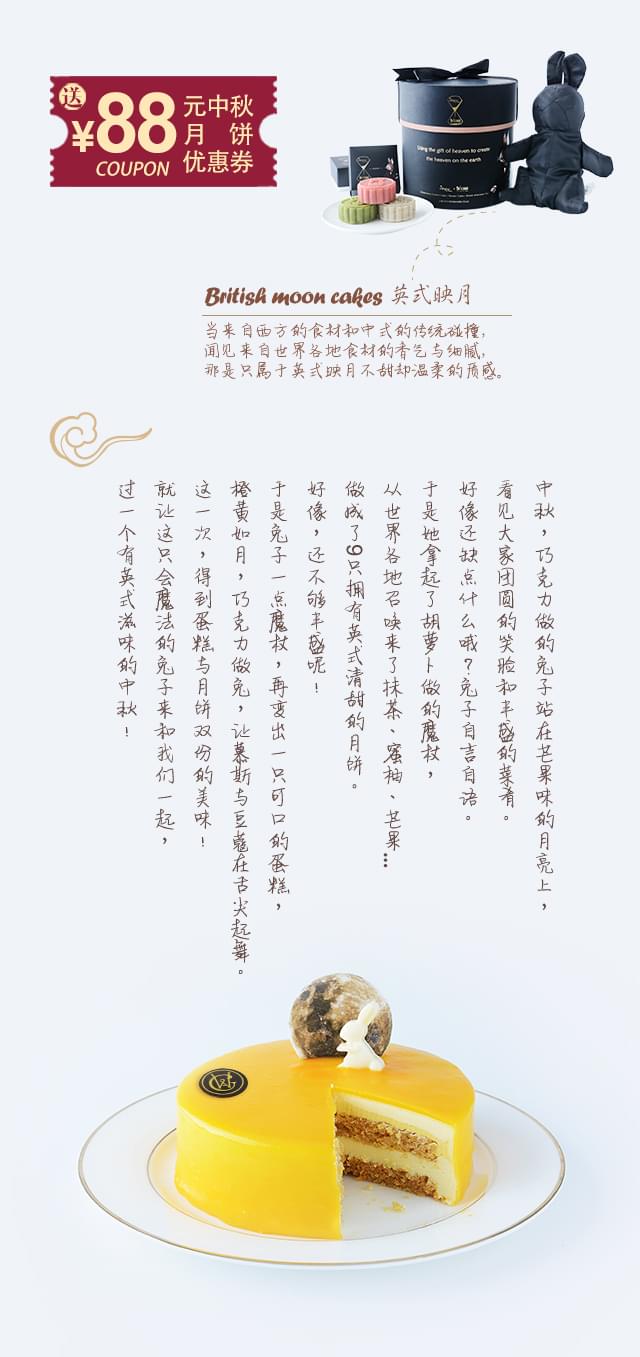 送
¥88
COUPON
元中秋
月饼
优惠券
Using the gift of heaven to create
the heaven on the earth
British moon cakes 英式映月
当来自西方的食材和中式的传统碰撞,
闻见来自世界各地食材的香气与细腻,
那是只属于英式映月不甜却温柔的质感。
中秋,巧克力做的兔子站在芒果味的月亮上,
看见大家团圆的笑脸和丰盛的菜肴。
好像还缺点什么哦?兔子自言自语。
于是她拿起了胡萝卜做的魔杖,
从世界各地召唤来了抹茶、蜜柚、芒果…
做成了9只拥有英式清甜的月饼。
好像,还不够丰盛呢!
于是兔子一点魔杖,再变出一只可口的蛋糕,
橙黄如月,巧克力做兔,让慕斯与豆蔻在舌尖起舞。
这一次,得到蛋糕与月饼双份的美味!
就让这只会魔法的兔子来和我们一起,
过一个有英式滋味的中秋!